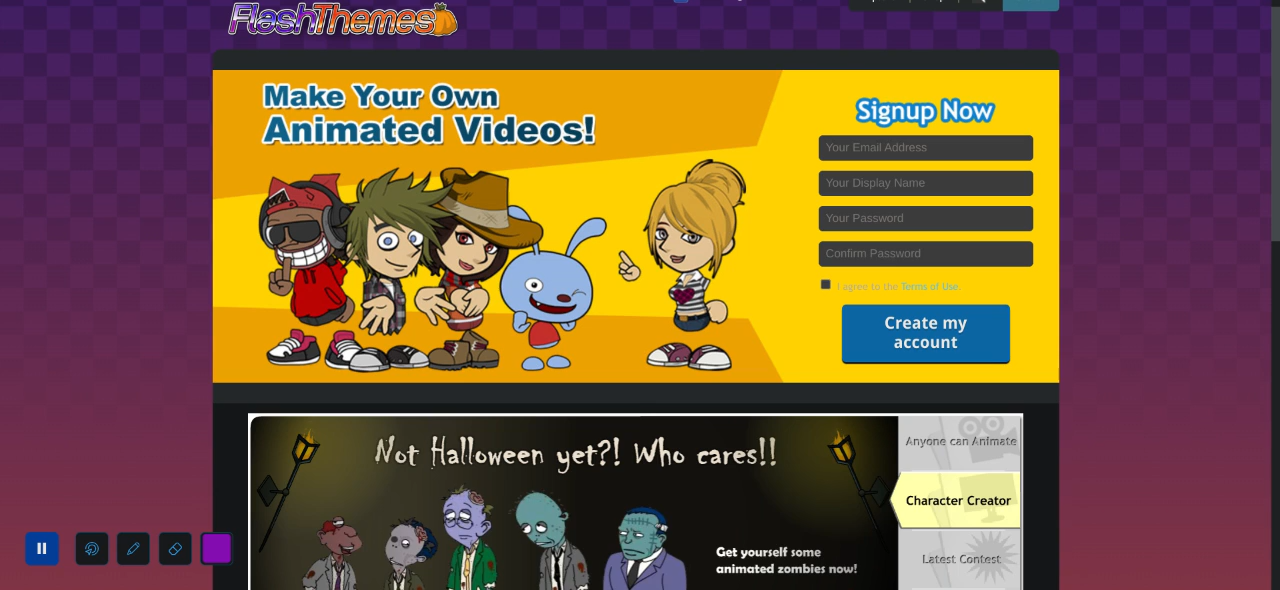 FlashThemes
Make Your Own
Animated Videos!
Signup Now
Your Email Address
Your Display Name
Your Password
Confirm Password
I agree to the Terms of Use.
Create my
account
Not Halloween yet?! Who cares!!
Anyone can Animate
Character Creator
Latest Contest
Get yourself some
animated zombies now!